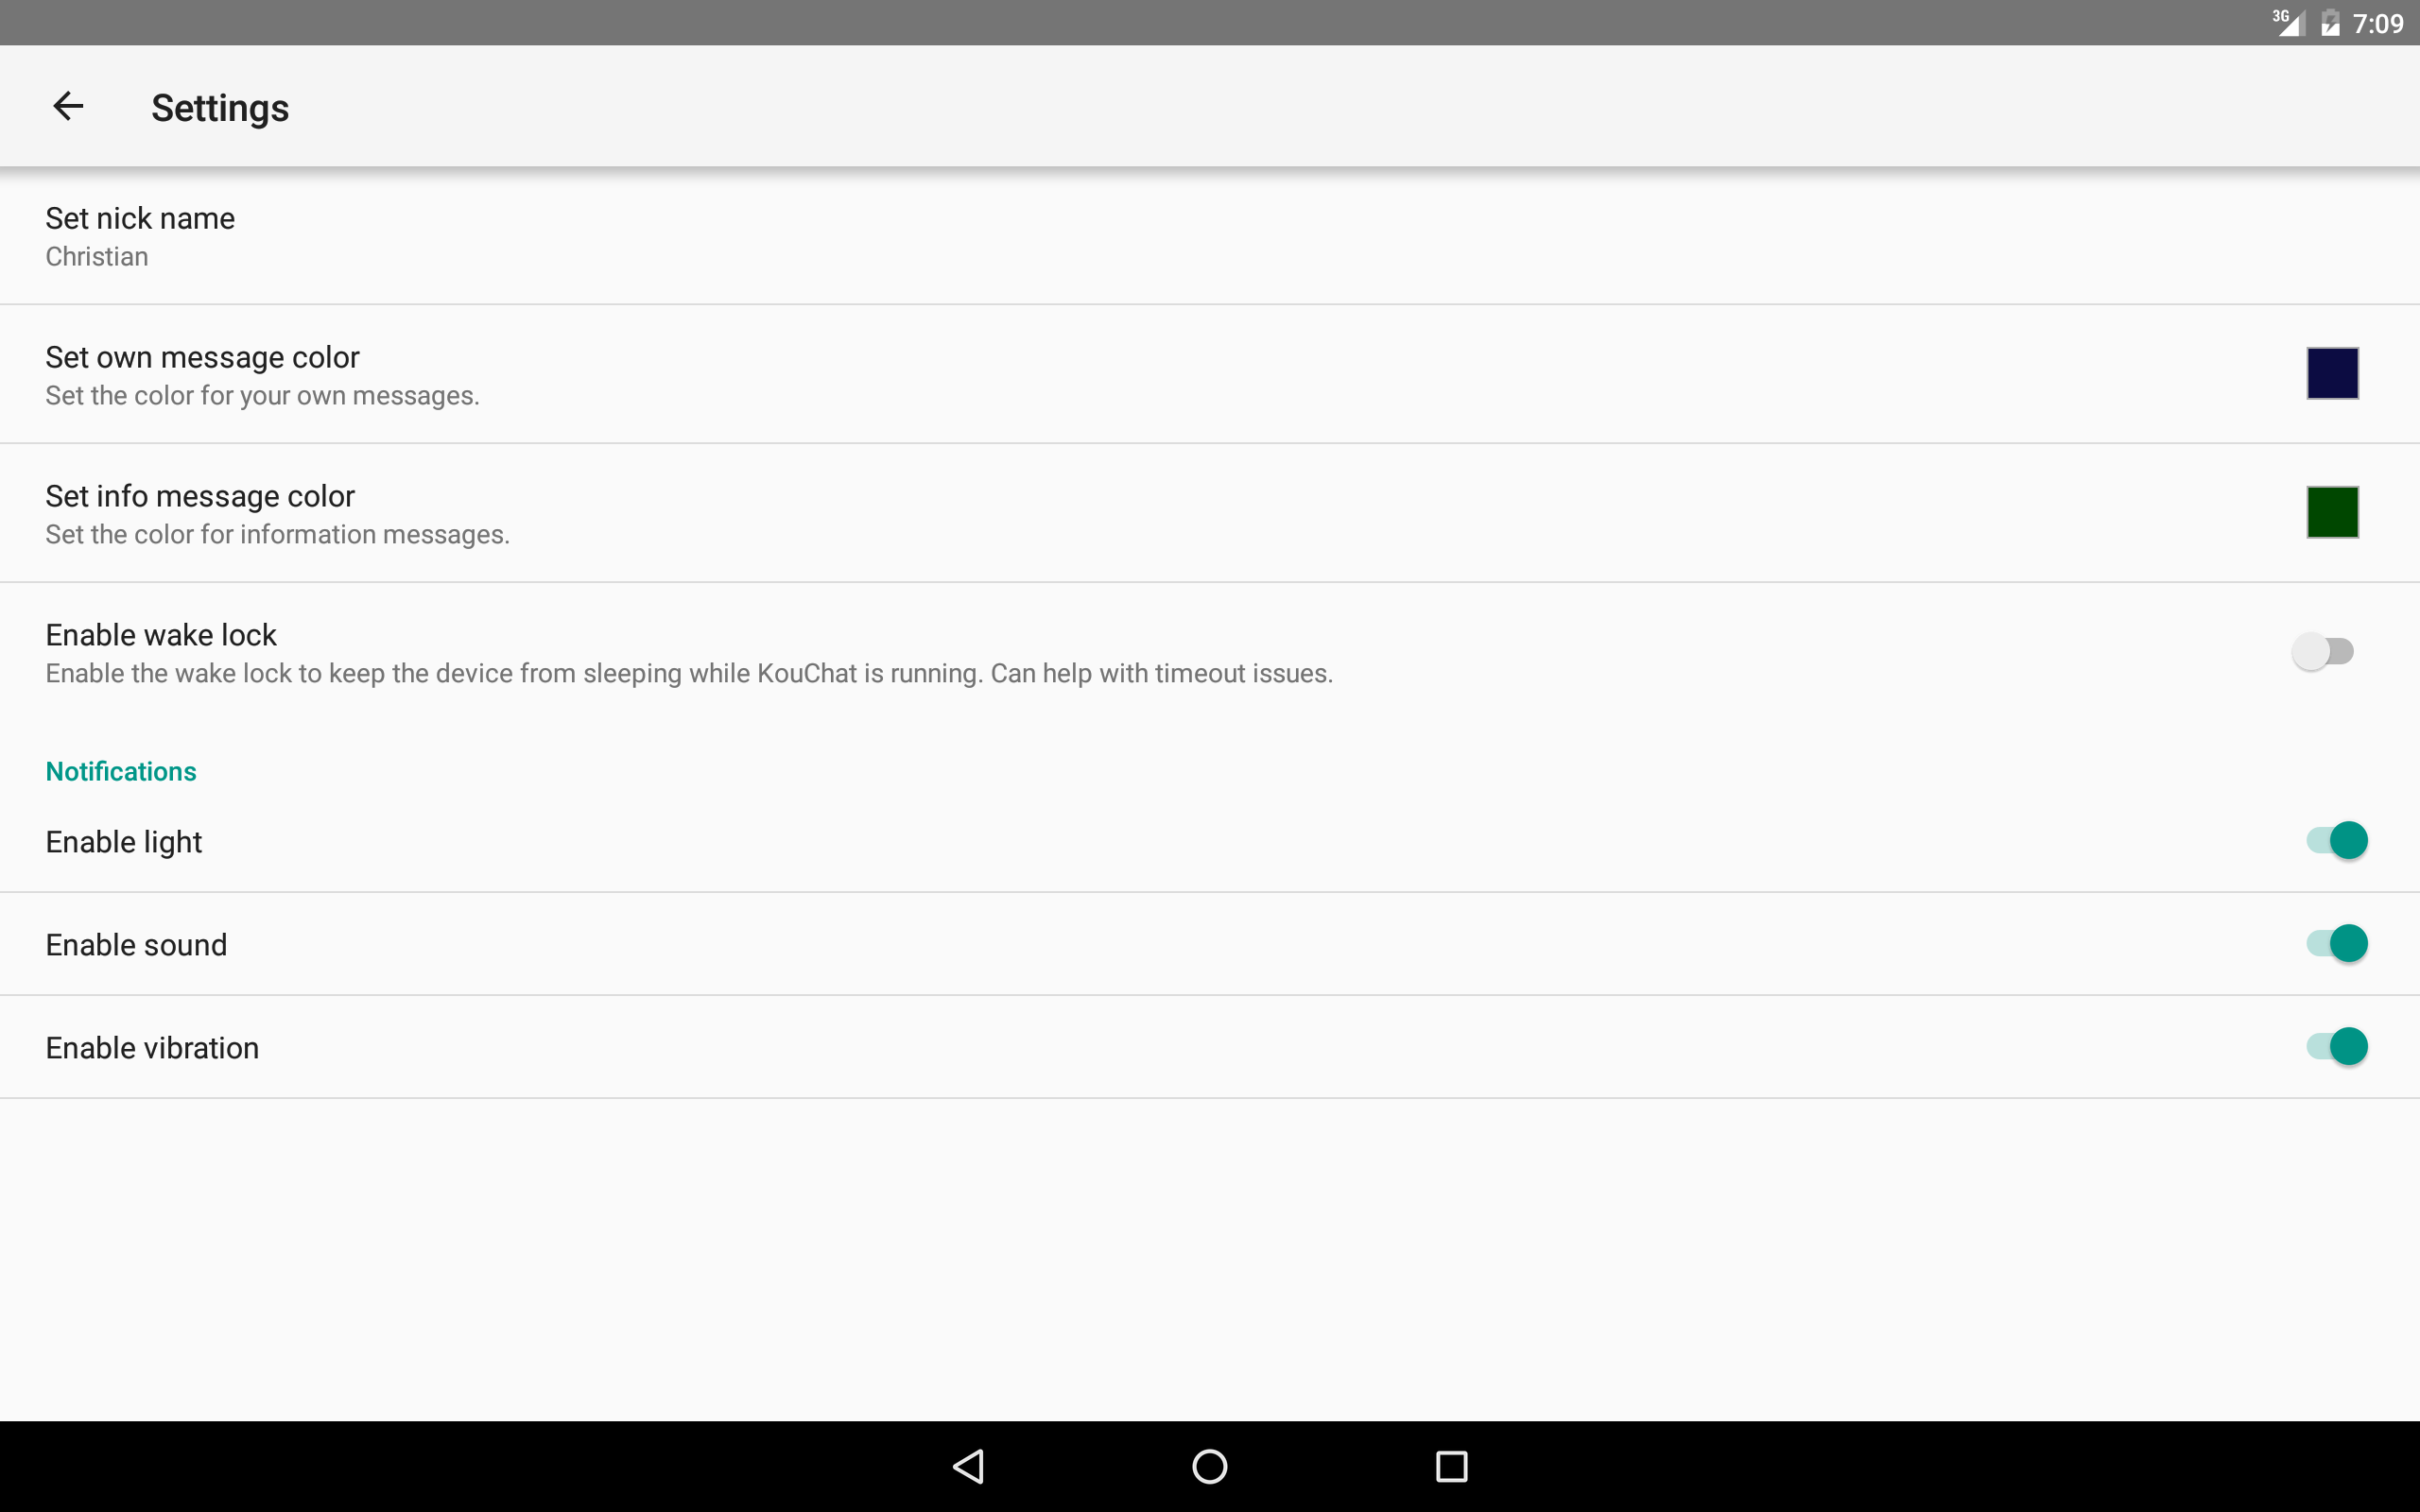 3G 7:09
Settings
Set nick name
Christian
Set own message color
Set the color for your own messages.
Set info message color
Set the color for information messages.
Enable wake lock
Enable the wake lock to keep the device from sleeping while KouChat is running. Can help with timeout issues.
Notifications
Enable light
Enable sound
Enable vibration